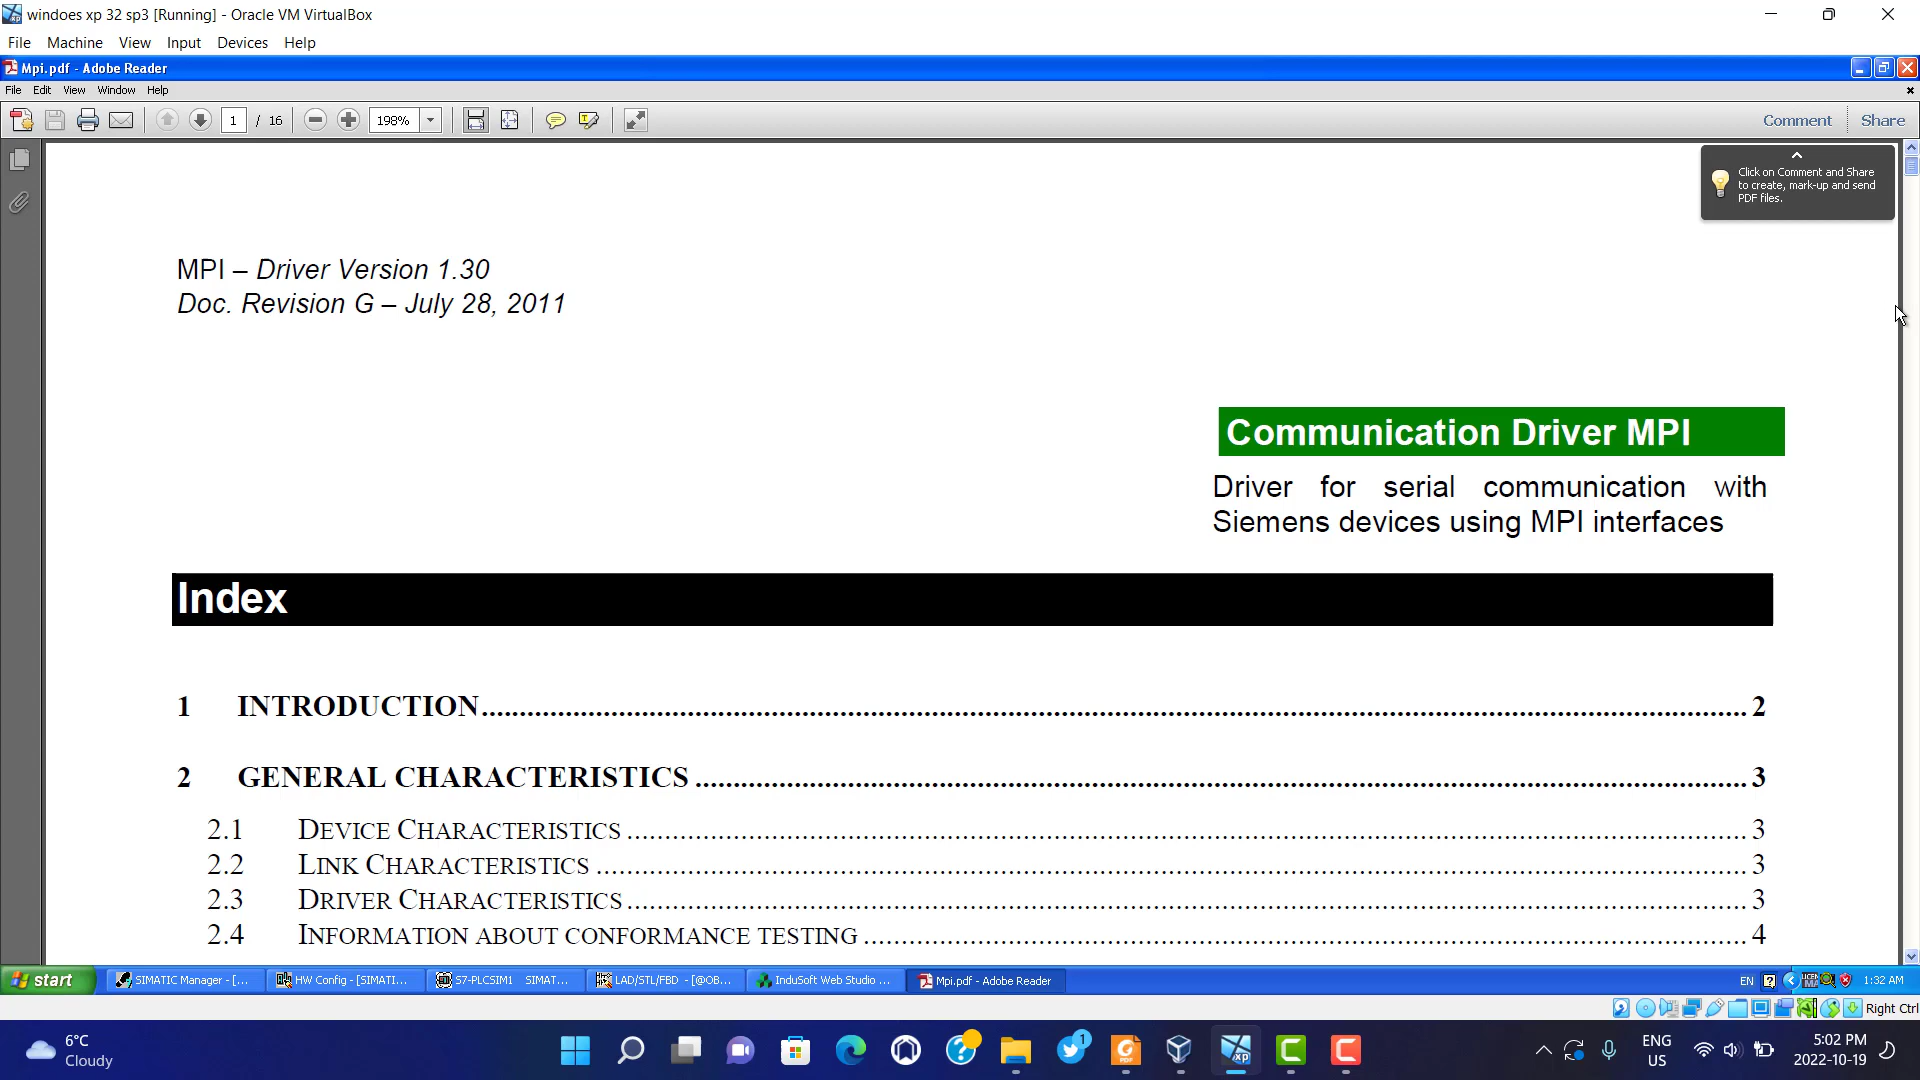 windoes xp 32 sp3 [Running] - Oracle VM VirtualBox
File Machine View Input Devices Help
Mpi.pdf - Adobe Reader
File Edit View Window Help
1 / 16 198% Comment Share
Click on Comment and Share
to create, mark-up and send
PDF files.
MPI – Driver Version 1.30
Doc. Revision G – July 28, 2011
Communication Driver MPI
Driver for serial communication with
Siemens devices using MPI interfaces
Index
1 INTRODUCTION 2
2 GENERAL CHARACTERISTICS 3
2.1 DEVICE CHARACTERISTICS 3
2.2 LINK CHARACTERISTICS 3
2.3 DRIVER CHARACTERISTICS 3
2.4 INFORMATION ABOUT CONFORMANCE TESTING 4
start SIMATIC Manager - [... HW Config - [SIMATI... S7-PLCSIM1 SIMAT... LAD/STL/FBD - [@OB... InduSoft Web Studio ... Mpi.pdf - Adobe Reader EN 1:32 AM
Right Ctrl
6°C
Cloudy
1
ENG
US
5:02 PM
2022-10-19